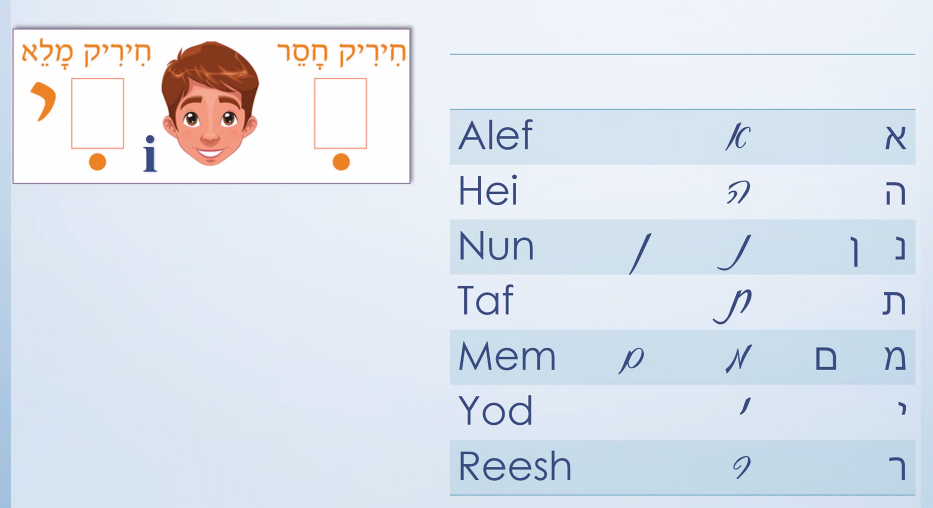 חִירִיק חָסֵר חִירִיק מָלֵא
י
i
Alef א א
Hei ה ה
Nun ן נ ן נ
Taf ת ת
Mem ם מ ם מ
Yod י י
Reesh ר ר